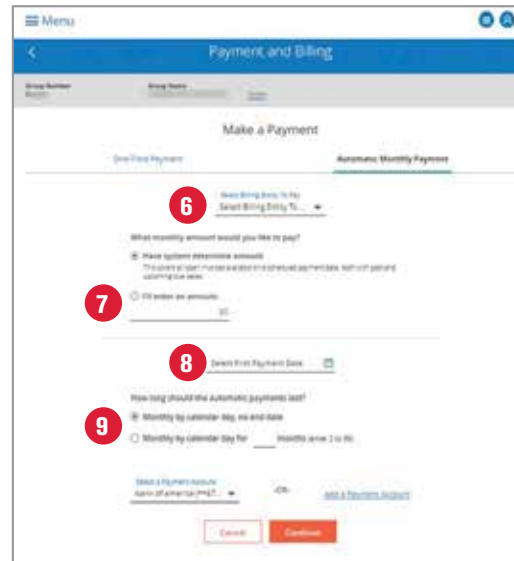 Menu
Payment and Billing
Group Number
Group Name
Make a Payment
One-Time Payment
Automatic Monthly Payment
6
Select Billing Entity To Pay
Select Billing Entity To...
What monthly amount would you like to pay?
Have system determine amount
upcoming due dates.
7
I'll enter an amount:
8
Select First Payment Date
How long should the automatic payments last?
9
Monthly by calendar day, no end date
Monthly by calendar day for months (enter 2 to 99)
Select a Payment Account
-OR-
Add a Payment Account
Cancel
Continue